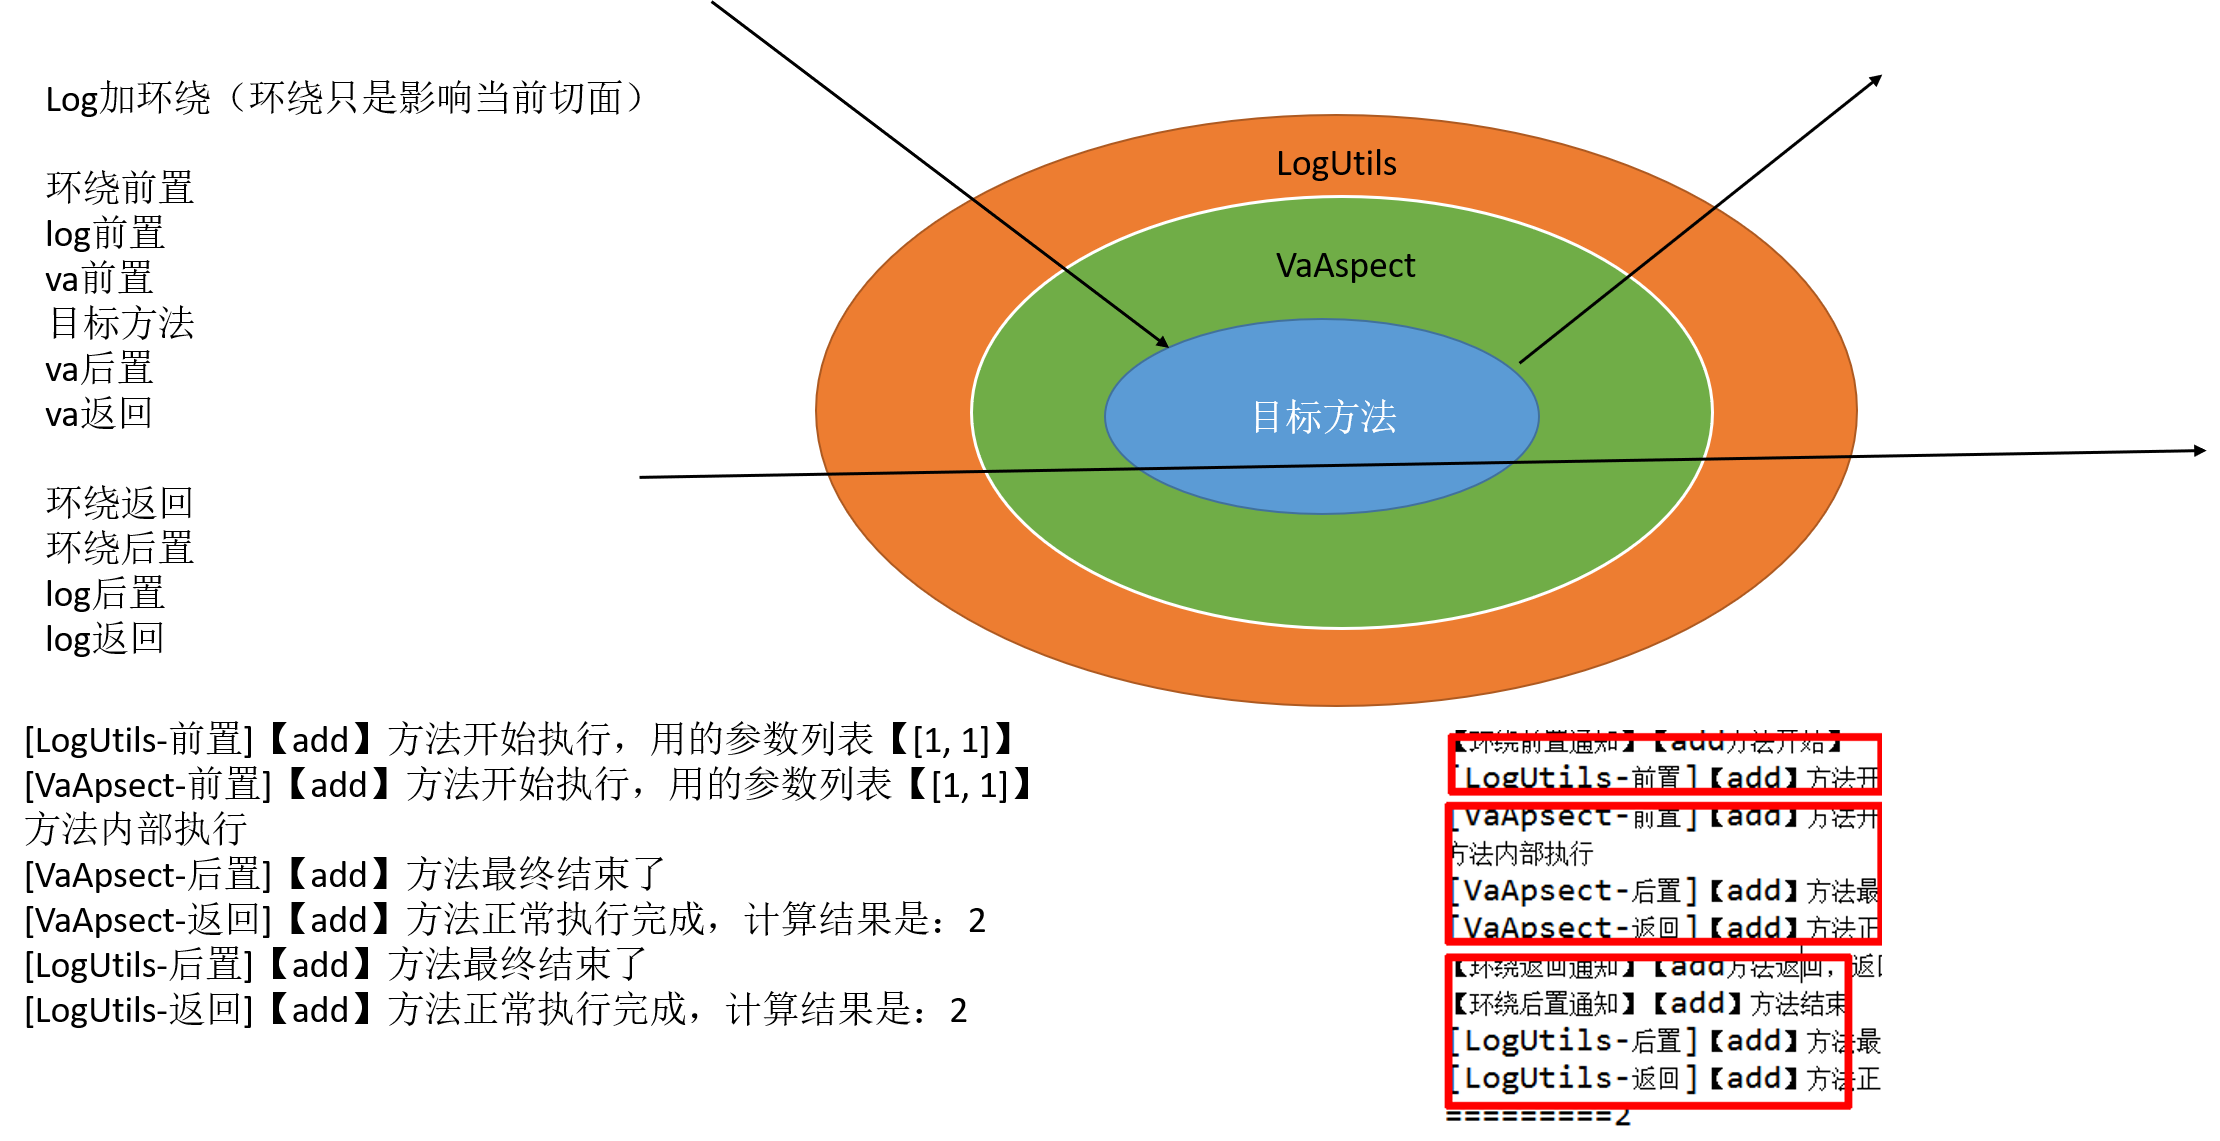 Log加环绕（环绕只是影响当前切面）
环绕前置
log前置
va前置
目标方法
va后置
va返回
环绕返回
环绕后置
log后置
log返回
LogUtils
VaAspect
目标方法
[LogUtils-前置]【add】方法开始执行，用的参数列表【[1, 1]】
[VaApsect-前置]【add】方法开始执行，用的参数列表【[1, 1]】
方法内部执行
[VaApsect-后置]【add】方法最终结束了
[VaApsect-返回]【add】方法正常执行完成，计算结果是：2
[LogUtils-后置]【add】方法最终结束了
[LogUtils-返回]【add】方法正常执行完成，计算结果是：2
【环绕前置通知】【add方法开始】
[LogUtils-前置]【add】方法开
[VaApsect-前置]【add】方法开
方法内部执行
[VaApsect-后置]【add】方法最
[VaApsect-返回]【add】方法正
【环绕返回通知】【add方法返回，返
【环绕后置通知】【add】方法结束
[LogUtils-后置]【add】方法最
[LogUtils-返回]【add】方法正
=========2